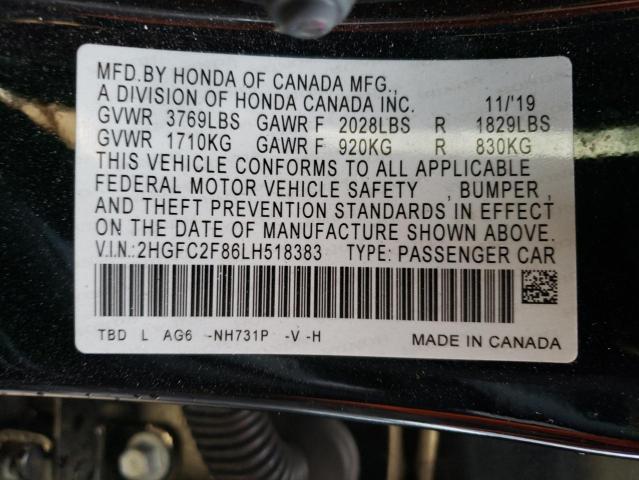 MFD.BY HONDA OF CANADA MFG.,
A DIVISION OF HONDA CANADA INC. 11/'19
GVWR 3769LBS GAWR F 2028LBS R 1829LBS
GVWR 1710KG GAWR F 920KG R 830KG
THIS VEHICLE CONFORMS TO ALL APPLICABLE
FEDERAL MOTOR VEHICLE SAFETY , BUMPER ,
AND THEFT PREVENTION STANDARDS IN EFFECT
ON THE DATE OF MANUFACTURE SHOWN ABOVE.
V.I.N.:2HGFC2F86LH518383 TYPE: PASSENGER CAR
TBD L AG6 -NH731P -V -H MADE IN CANADA